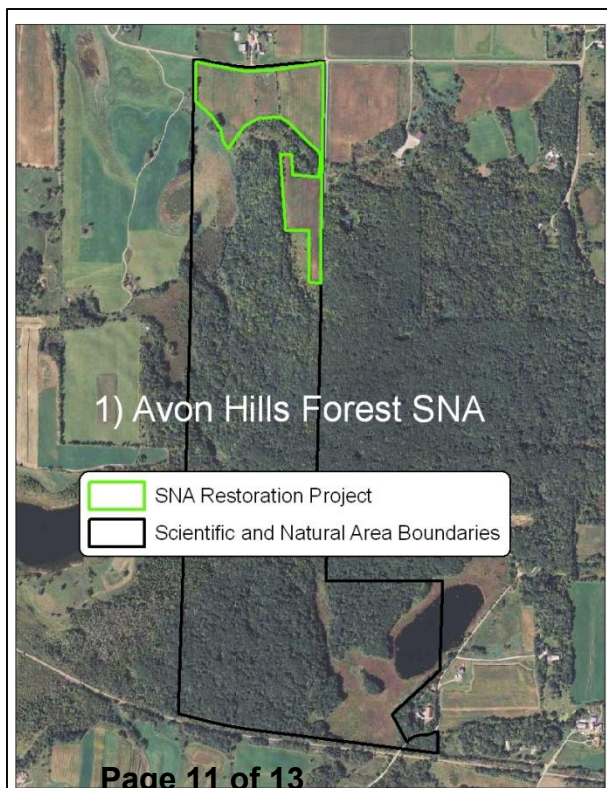 1) Avon Hills Forest SNA
SNA Restoration Project
Scientific and Natural Area Boundaries
Page 11 of 13